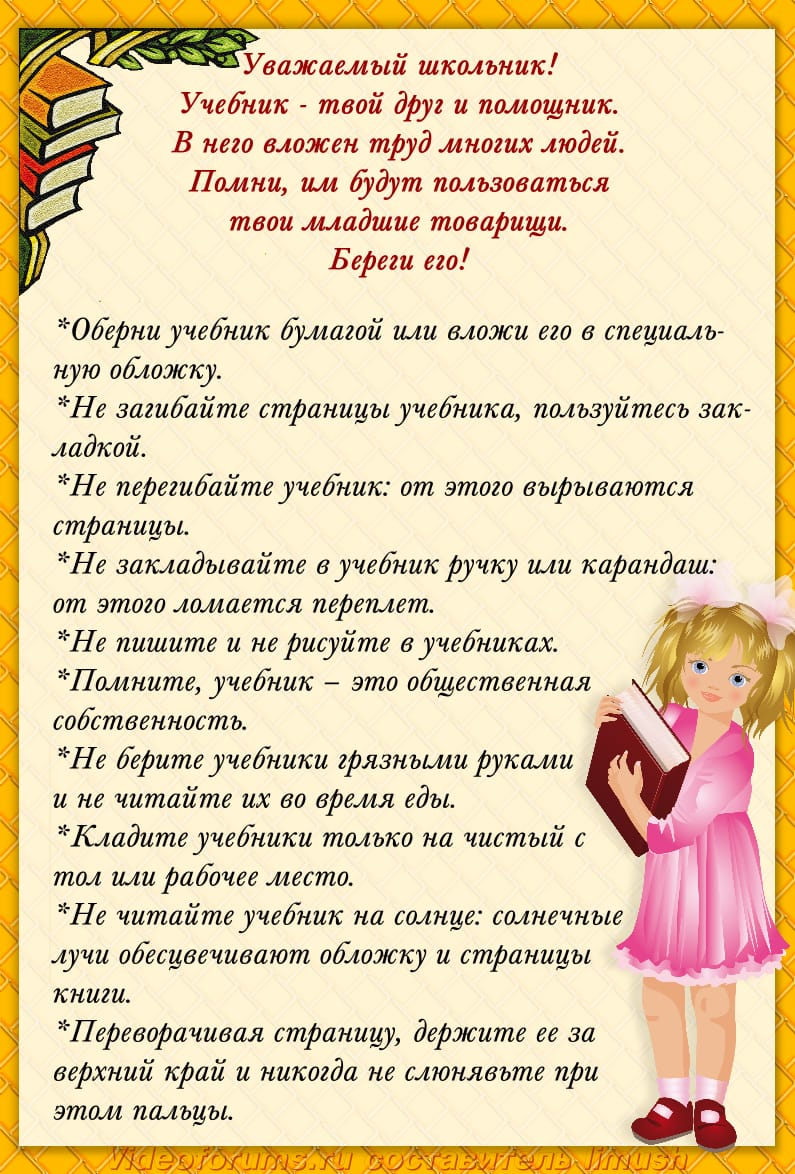 Уважаемый школьник!
Учебник - твой друг и помощник.
В него вложен труд многих людей.
Помни, им будут пользоваться
твои младшие товарищи.
Береги его!
*Оберни учебник бумагой или вложи его в специаль-
ную обложку.
*Не загибайте страницы учебника, пользуйтесь зак-
ладкой.
*Не перегибайте учебник: от этого вырываются
страницы.
*Не закладывайте в учебник ручку или карандаш:
от этого ломается переплет.
*Не пишите и не рисуйте в учебниках.
*Помните, учебник – это общественная
собственность.
*Не берите учебники грязными руками
и не читайте их во время еды.
*Кладите учебники только на чистый с
тол или рабочее место.
*Не читайте учебник на солнце: солнечные
лучи обесцвечивают обложку и страницы
книги.
*Переворачивая страницу, держите ее за
верхний край и никогда не слюнявьте при
этом пальцы.
Videoforums.ru составитель limush